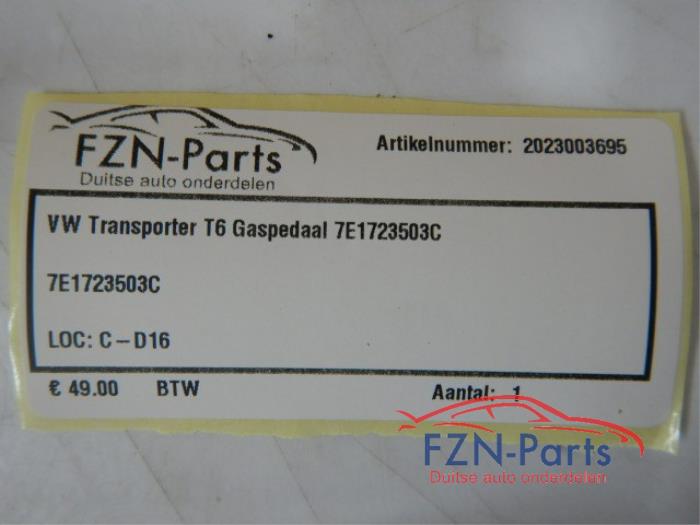 FZN-Parts
Duitse auto onderdelen
Artikelnummer: 2023003695
VW Transporter T6 Gaspedaal 7E1723503C
7E1723503C
LOC: C-D16
€ 49.00 BTW Aantal: 1
FZN-Parts
Duitse auto onderdelen